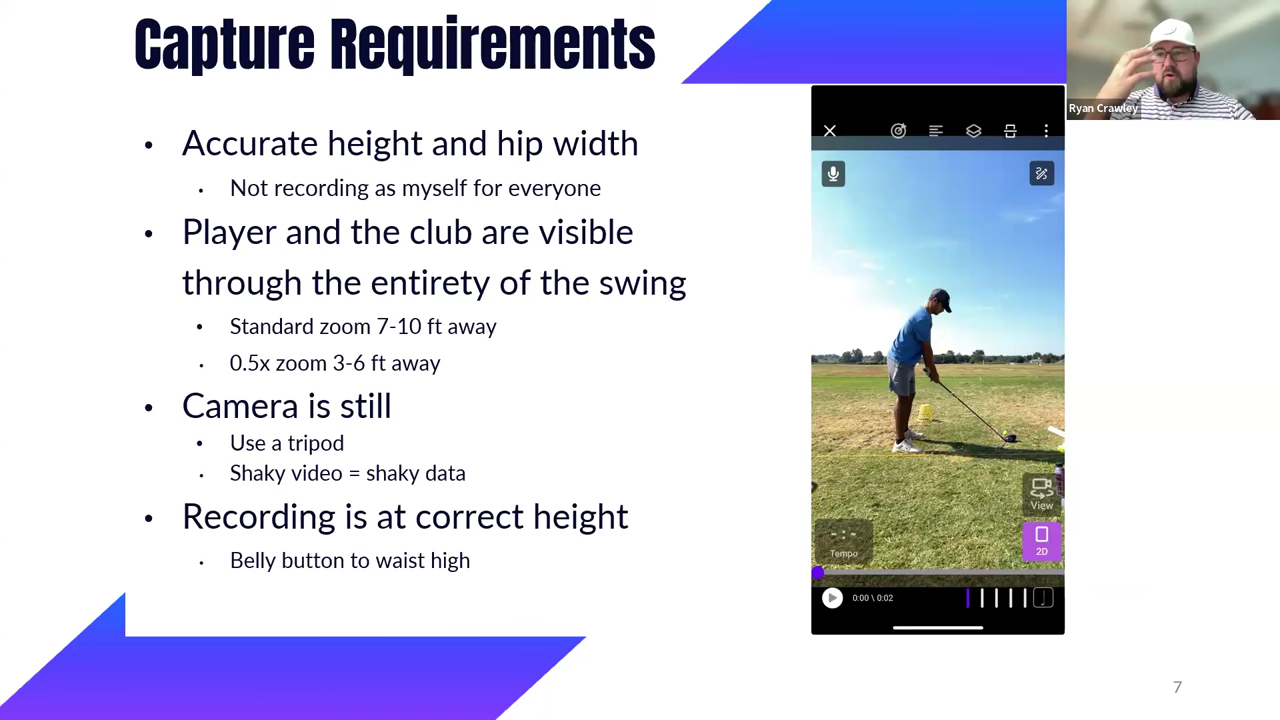 Capture Requirements
Ryan Crawley
• Accurate height and hip width
• Not recording as myself for everyone
• Player and the club are visible
through the entirety of the swing
• Standard zoom 7-10 ft away
• 0.5x zoom 3-6 ft away
• Camera is still
• Use a tripod
• Shaky video = shaky data
• Recording is at correct height
• Belly button to waist high
View
Tempo
2D
0:00 \ 0:02
7